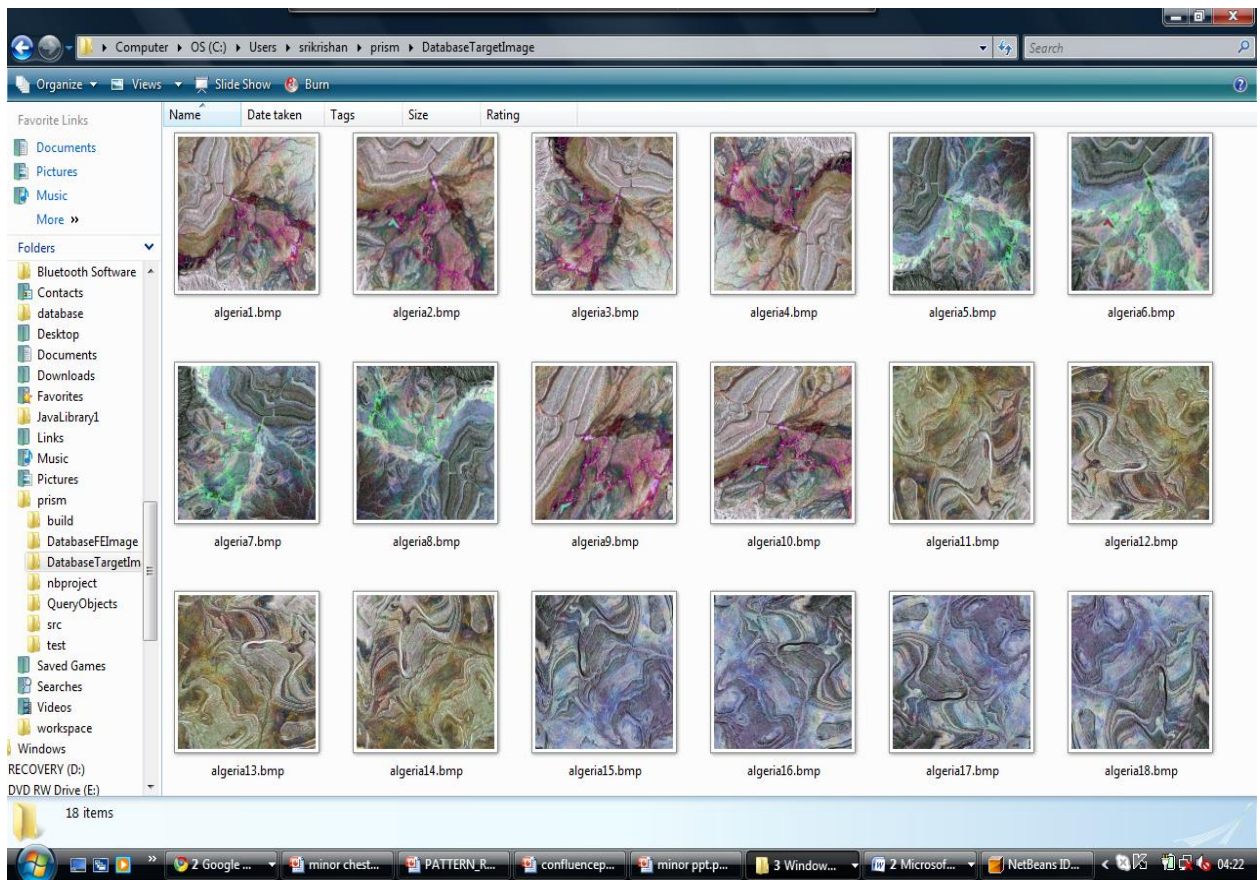 Computer ▸ OS (C:) ▸ Users ▸ srikrishan ▸ prism ▸ DatabaseTargetImage
Search
Organize Views Slide Show Burn
Favorite Links
Documents
Pictures
Music
More »
Folders
Bluetooth Software
Contacts
database
Desktop
Documents
Downloads
Favorites
JavaLibrary1
Links
Music
Pictures
prism
build
DatabaseFEImage
DatabaseTargetIm
nbproject
QueryObjects
src
test
Saved Games
Searches
Videos
workspace
Windows
RECOVERY (D:)
DVD RW Drive (E:)
Name Date taken Tags Size Rating
algeria1.bmp algeria2.bmp algeria3.bmp algeria4.bmp algeria5.bmp algeria6.bmp
algeria7.bmp algeria8.bmp algeria9.bmp algeria10.bmp algeria11.bmp algeria12.bmp
algeria13.bmp algeria14.bmp algeria15.bmp algeria16.bmp algeria17.bmp algeria18.bmp
18 items
» 2 Google ... minor chest... PATTERN_R... confluencep... minor ppt.p... 3 Window... 2 Microsof... NetBeans ID... 04:22